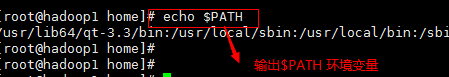 [root@hadoop1 home]# echo $PATH
/usr/lib64/qt-3.3/bin:/usr/local/sbin:/usr/local/bin:/sbi
[root@hadoop1 home]#
[root@hadoop1 home]#
[root@hadoop1 home]#
输出$PATH 环境变量